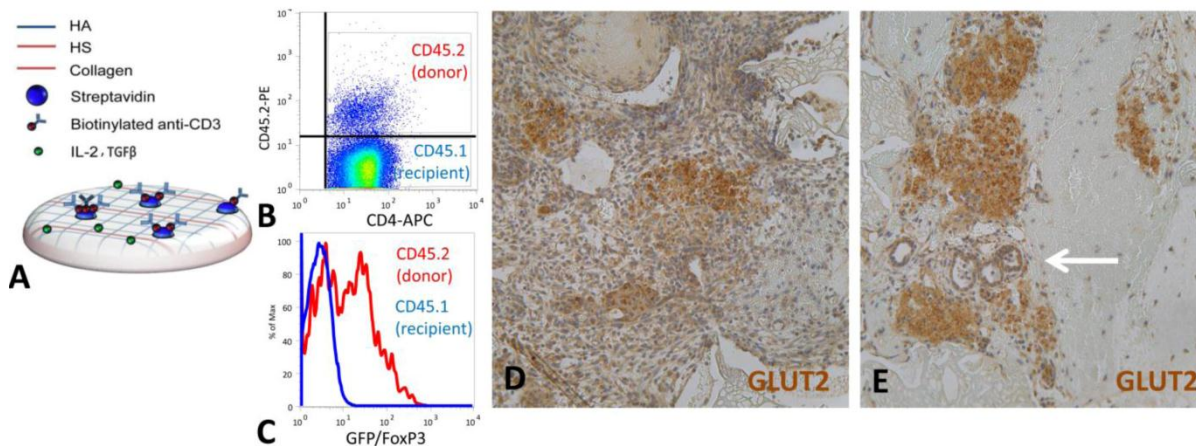 HA
HS
Collagen
Streptavidin
Biotinylated anti-CD3
IL-2, TGFβ
A
10⁴
10³
10²
10¹
10⁰
CD45.2-PE
CD45.2
(donor)
CD45.1
(recipient)
10⁰ 10¹ 10² 10³ 10⁴
CD4-APC
B
100
80
60
40
20
0
% of Max
CD45.2
(donor)
CD45.1
(recipient)
10⁰ 10¹ 10² 10³ 10⁴
GFP/FoxP3
C
D
GLUT2
E
GLUT2